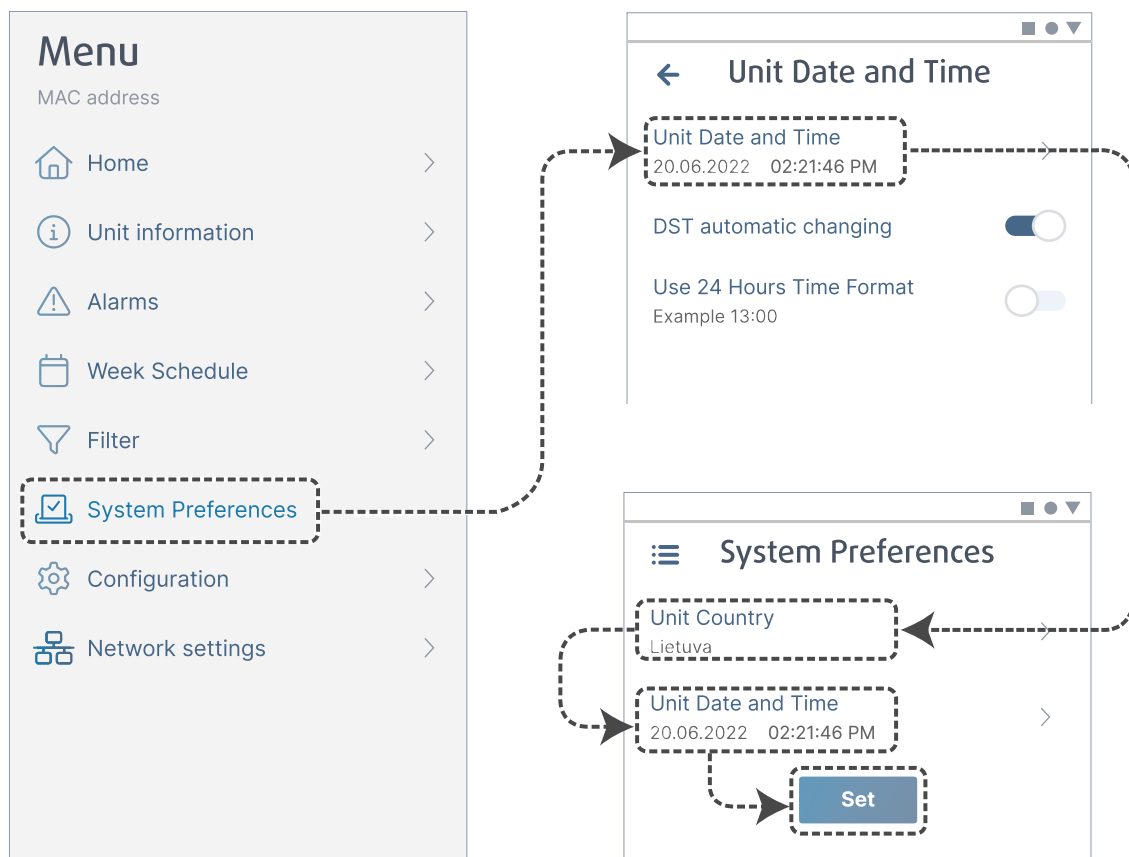 Menu
MAC address
Home
Unit information
Alarms
Week Schedule
Filter
System Preferences
Configuration
Network settings
Unit Date and Time
Unit Date and Time
20.06.2022 02:21:46 PM
DST automatic changing
Use 24 Hours Time Format
Example 13:00
System Preferences
Unit Country
Lietuva
Unit Date and Time
20.06.2022 02:21:46 PM
Set